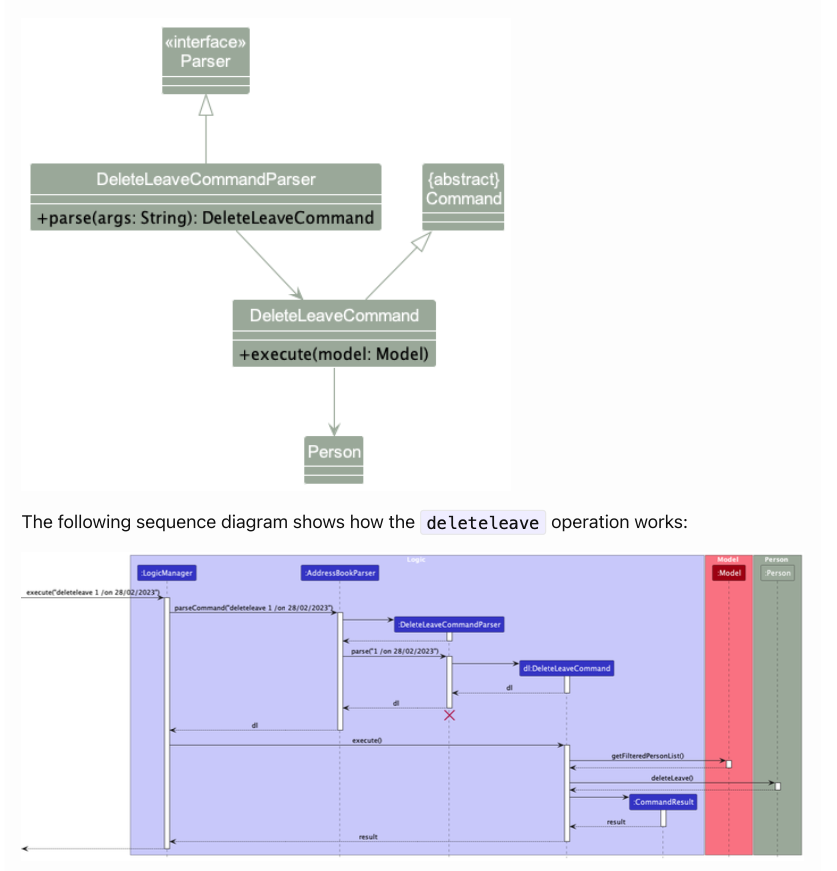 «interface»
Parser
DeleteLeaveCommandParser
+parse(args: String): DeleteLeaveCommand
{abstract}
Command
DeleteLeaveCommand
+execute(model: Model)
Person
The following sequence diagram shows how the deleteleave operation works:
Logic
Model
Person
:LogicManager
:AddressBookParser
:Model
:Person
execute("deleteleave 1 /on 28/02/2023")
parseCommand("deleteleave 1 /on 28/02/2023")
:DeleteLeaveCommandParser
parse("1 /on 28/02/2023")
dl:DeleteLeaveCommand
dl
dl
dl
execute()
getFilteredPersonList()
deleteLeave()
:CommandResult
result
result